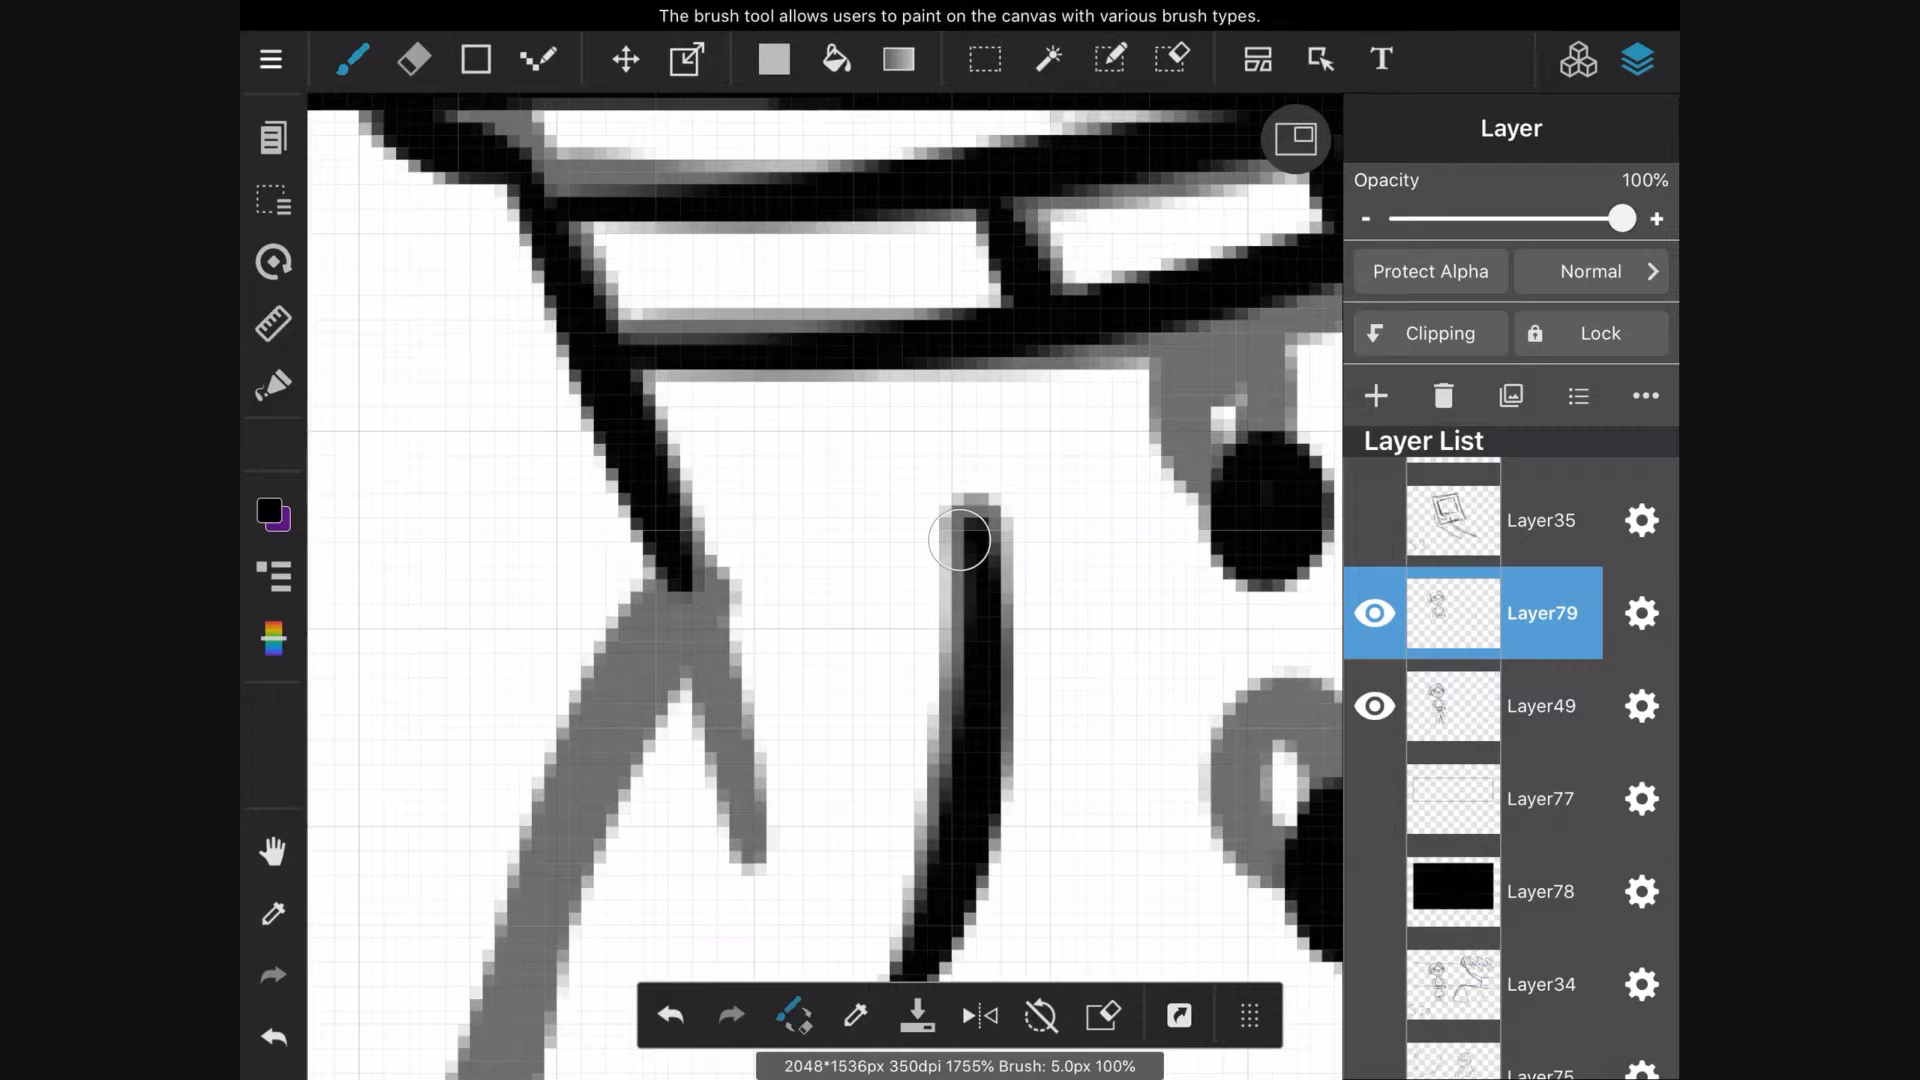 The brush tool allows users to paint on the canvas with various brush types.
T
Layer
Opacity 100%
- +
Protect Alpha Normal
Clipping Lock
Layer List
Layer35
Layer79
Layer49
Layer77
Layer78
Layer34
Layer75
2048*1536px 350dpi 1755% Brush: 5.0px 100%